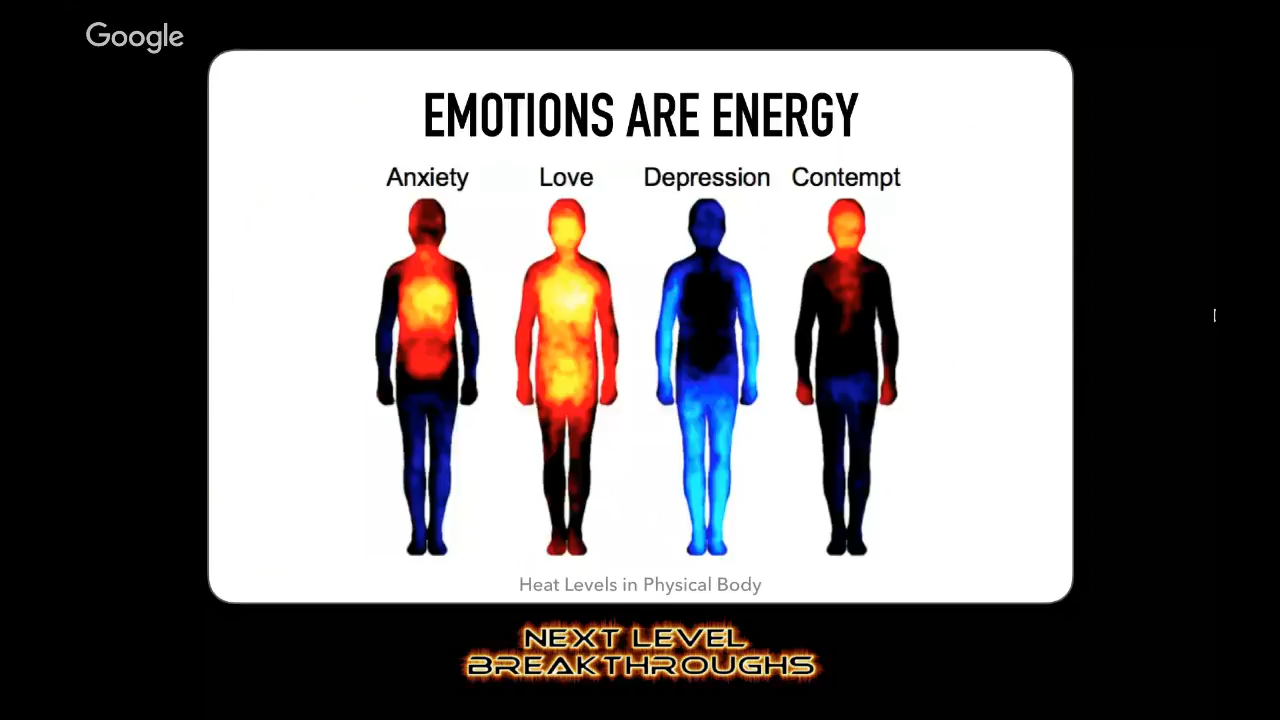 Google
EMOTIONS ARE ENERGY
Anxiety Love Depression Contempt
Heat Levels in Physical Body
NEXT LEVEL
BREAKTHROUGHS